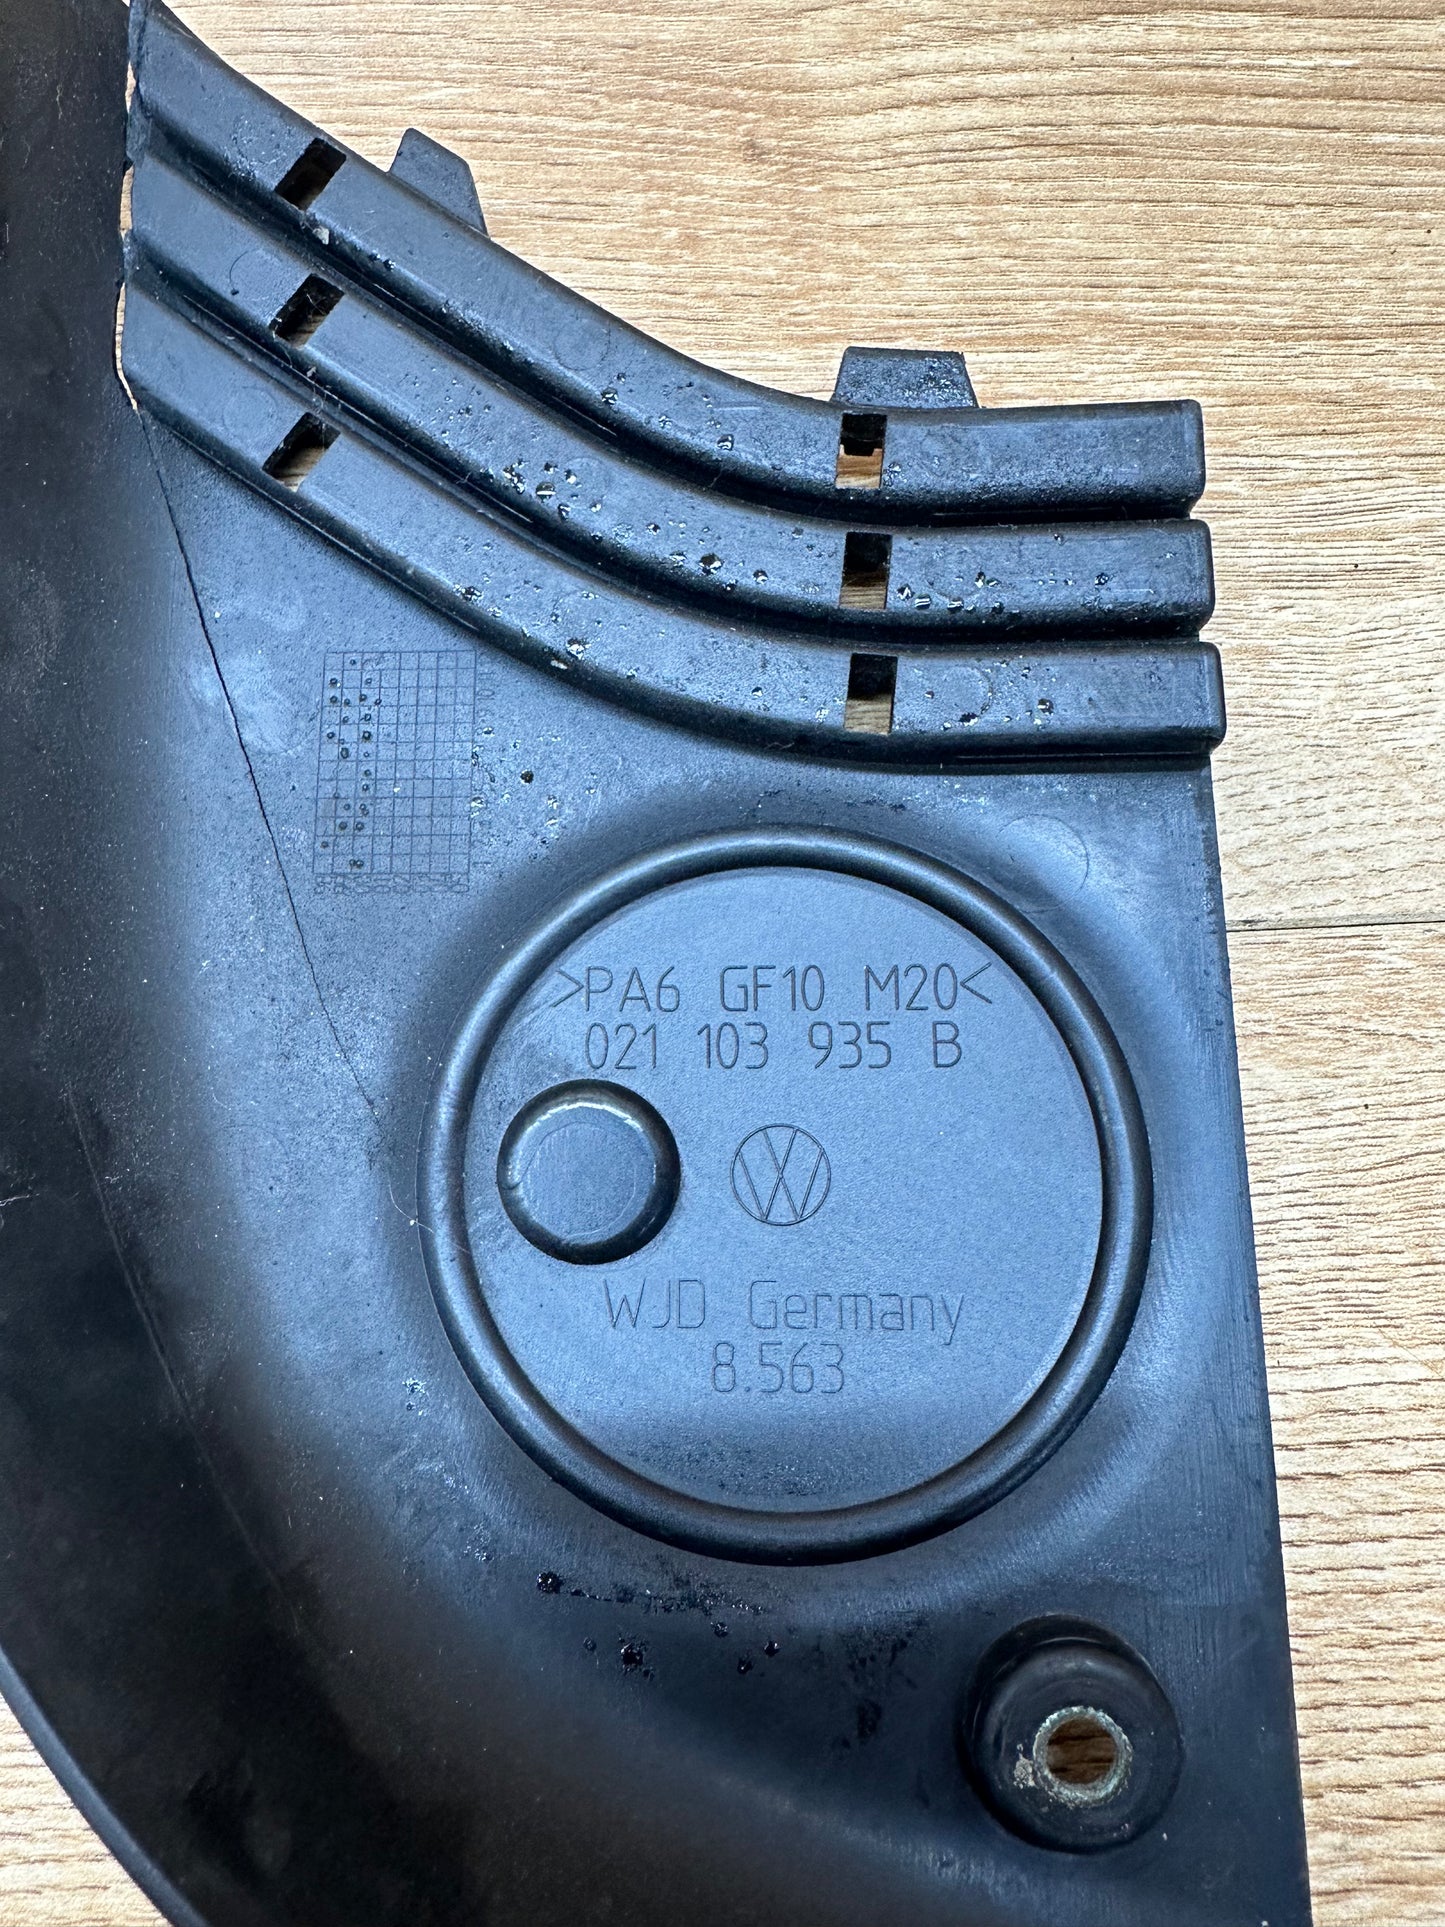 >PA6 GF10 M20<
021 103 935 B
WJD Germany
8.563